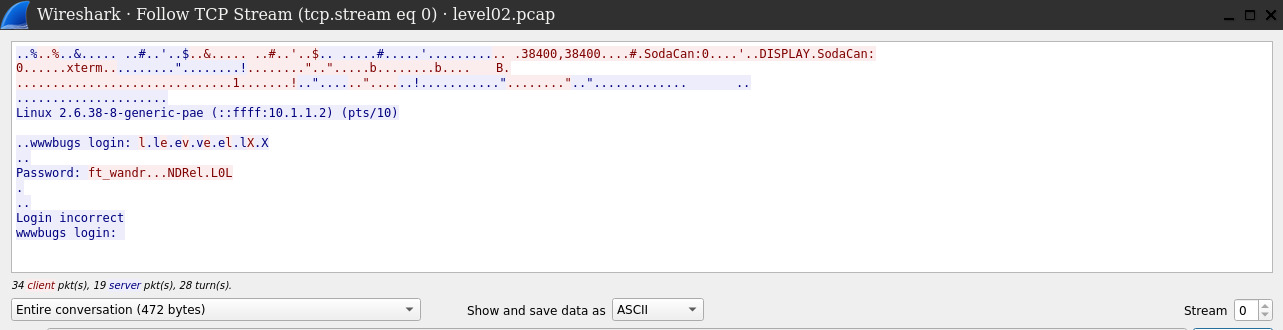 Wireshark · Follow TCP Stream (tcp.stream eq 0) · level02.pcap
..%..%..&..... ..#..'..$..&..... ..#..'..$.. .....#.....'........... .38400,38400....#.SodaCan:0....'..DISPLAY.SodaCan:
0......xterm.........."........!........"..".....b........b.... B.
..............................1.......!.."......"......!..........."........"..".............. ..
.....................
Linux 2.6.38-8-generic-pae (::ffff:10.1.1.2) (pts/10)
..wwwbugs login: l.le.ev.ve.el.lX.X
..
Password: ft_wandr...NDRel.L0L
.
..
Login incorrect
wwwbugs login:
34 client pkt(s), 19 server pkt(s), 28 turn(s).
Entire conversation (472 bytes)
Show and save data as ASCII
Stream 0